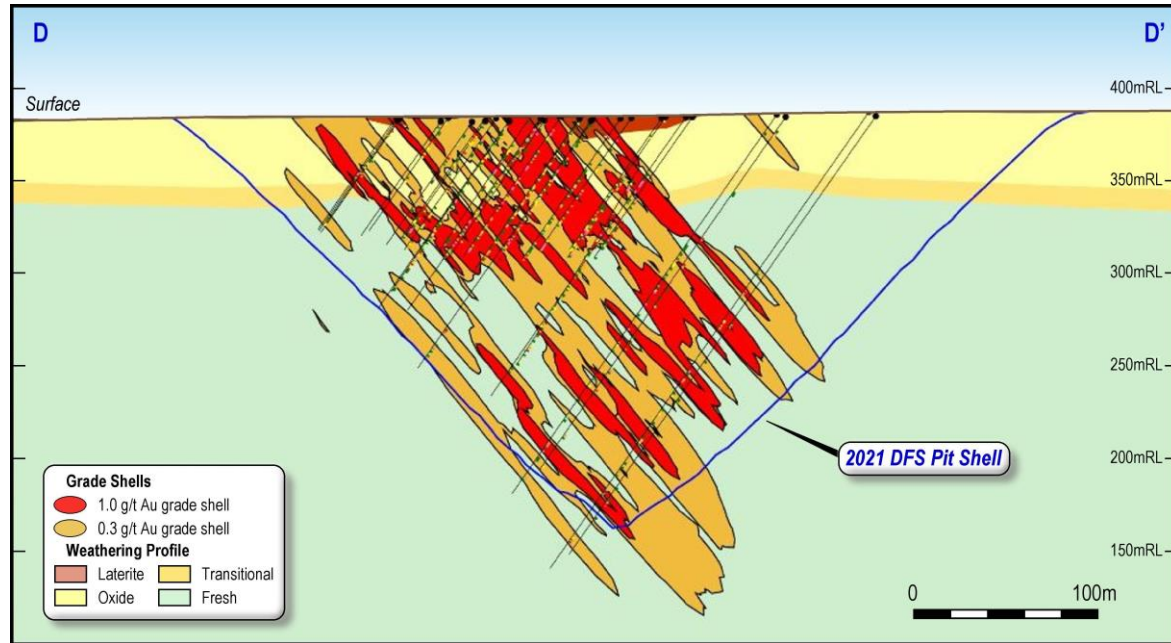 D D'
400mRL
Surface
350mRL
300mRL
250mRL
2021 DFS Pit Shell
200mRL
150mRL
Grade Shells
1.0 g/t Au grade shell
0.3 g/t Au grade shell
Weathering Profile
Laterite Transitional
Oxide Fresh
0 100m